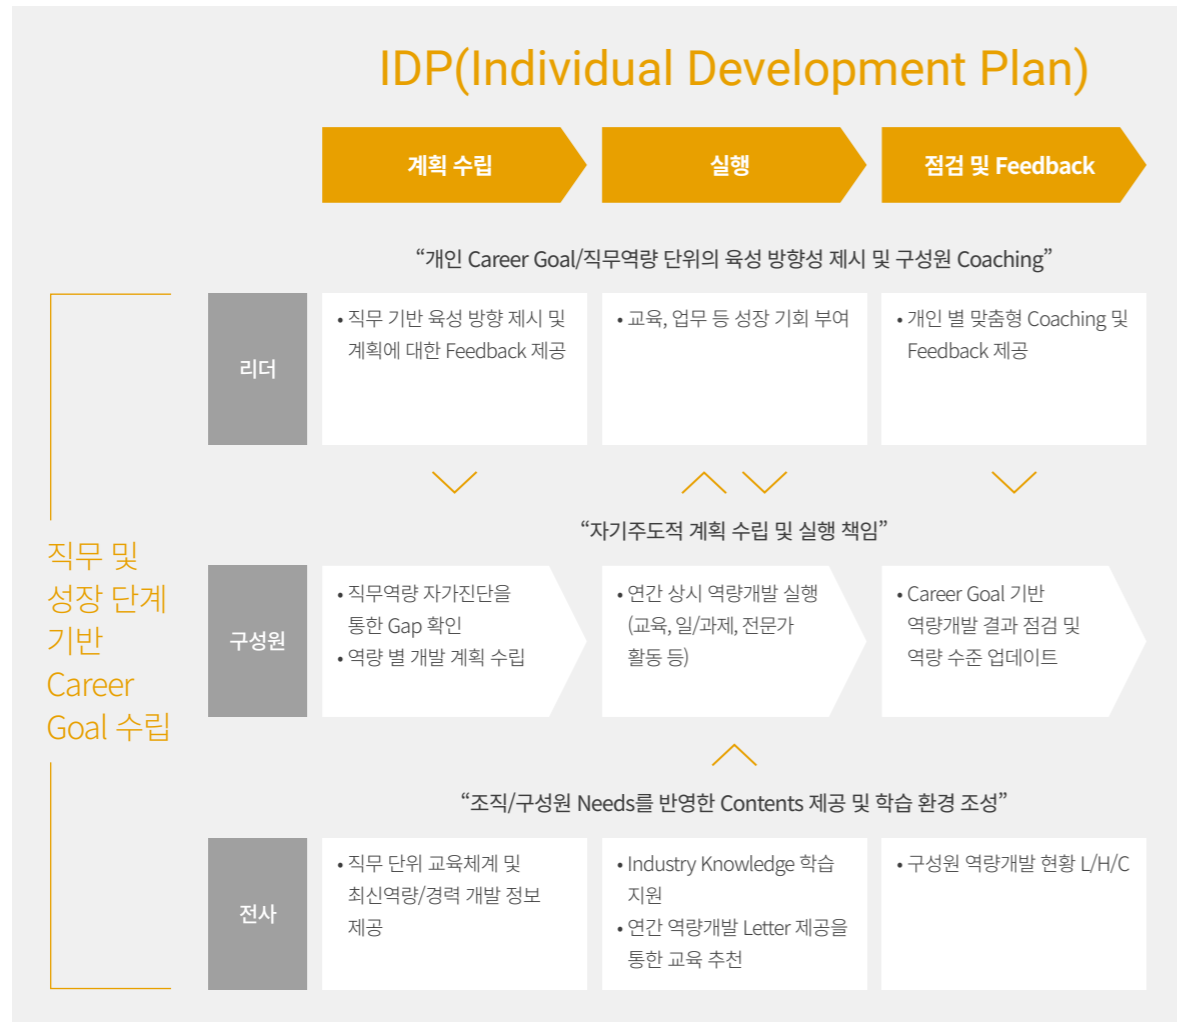 IDP(Individual Development Plan)
계획 수립
실행
점검 및 Feedback
“개인 Career Goal/직무역량 단위의 육성 방향성 제시 및 구성원 Coaching”
리더
• 직무 기반 육성 방향 제시 및
계획에 대한 Feedback 제공
• 교육, 업무 등 성장 기회 부여
• 개인 별 맞춤형 Coaching 및
Feedback 제공
“자기주도적 계획 수립 및 실행 책임”
직무 및
성장 단계
기반
Career
Goal 수립
구성원
• 직무역량 자가진단을
통한 Gap 확인
• 역량 별 개발 계획 수립
• 연간 상시 역량개발 실행
(교육, 일/과제, 전문가
활동 등)
• Career Goal 기반
역량개발 결과 점검 및
역량 수준 업데이트
“조직/구성원 Needs를 반영한 Contents 제공 및 학습 환경 조성”
전사
• 직무 단위 교육체계 및
최신역량/경력 개발 정보
제공
• Industry Knowledge 학습
지원
• 연간 역량개발 Letter 제공을
통한 교육 추천
• 구성원 역량개발 현황 L/H/C